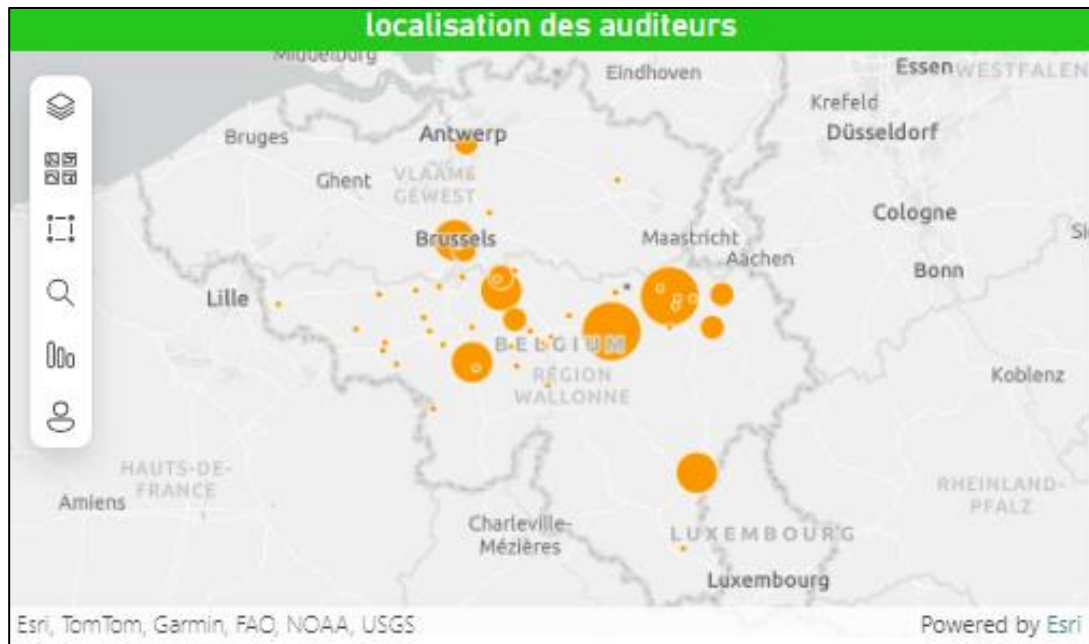 localisation des auditeurs
Middelburg
Eindhoven
Essen
WESTFALEN
Krefeld
Bruges
Antwerp
Düsseldorf
Ghent
VLAAMS
GEWEST
Cologne
Brussels
Maastricht
Aachen
Bonn
Lille
BELGIUM
RÉGION
WALLONNE
Koblenz
HAUTS-DE-
FRANCE
Amiens
RHEINLAND-
PFALZ
Charleville-
Mézières
LUXEMBOURG
Luxembourg
Esri, TomTom, Garmin, FAO, NOAA, USGS
Powered by Esri